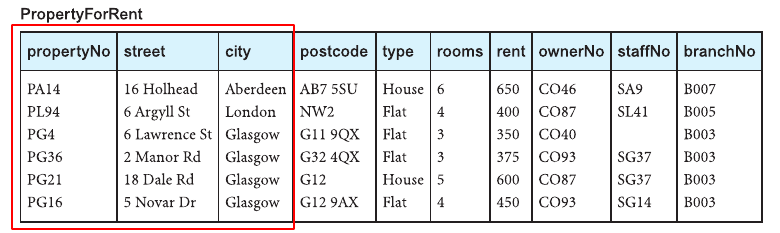 PropertyForRent
propertyNo street city postcode type rooms rent ownerNo staffNo branchNo
PA14 16 Holhead Aberdeen AB7 5SU House 6 650 CO46 SA9 B007
PL94 6 Argyll St London NW2 Flat 4 400 CO87 SL41 B005
PG4 6 Lawrence St Glasgow G11 9QX Flat 3 350 CO40 B003
PG36 2 Manor Rd Glasgow G32 4QX Flat 3 375 CO93 SG37 B003
PG21 18 Dale Rd Glasgow G12 House 5 600 CO87 SG37 B003
PG16 5 Novar Dr Glasgow G12 9AX Flat 4 450 CO93 SG14 B003